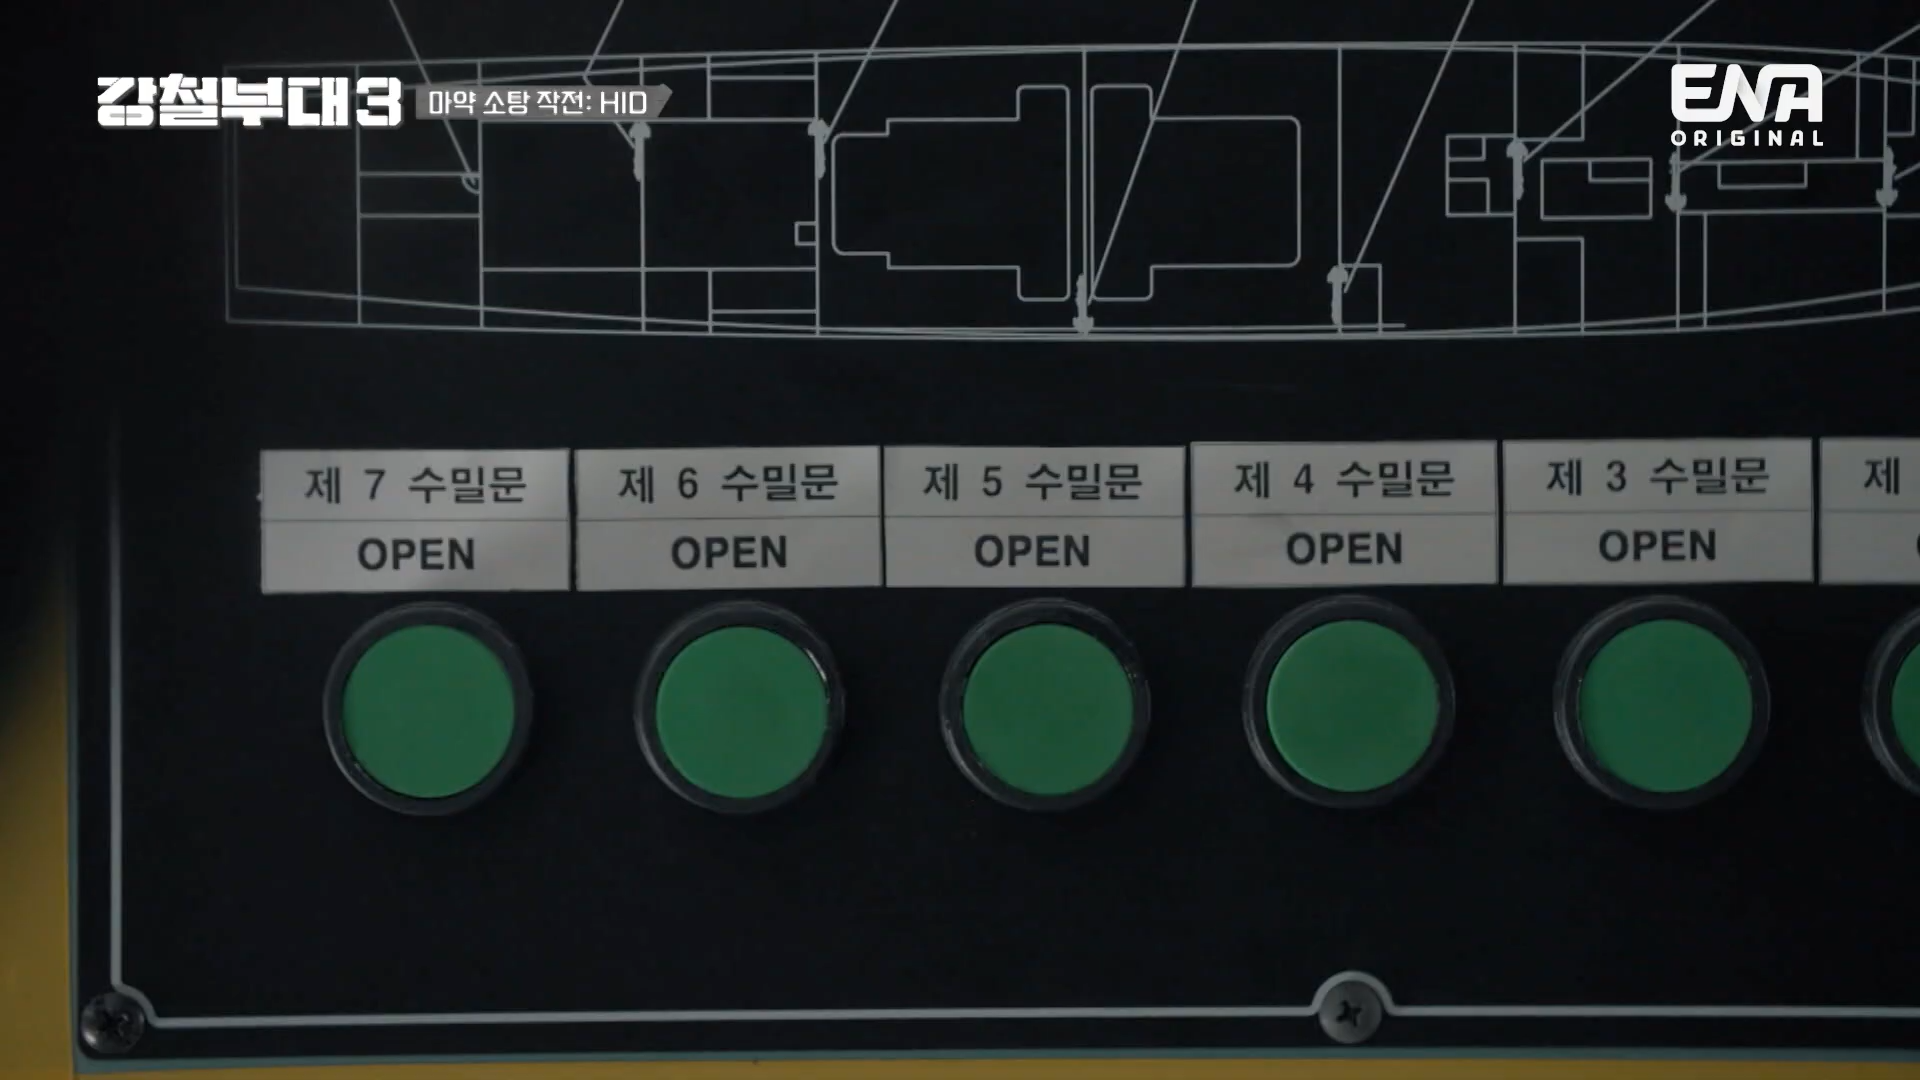 강철부대3
마약 소탕 작전: HID
ENA
ORIGINAL
제 7 수밀문
OPEN
제 6 수밀문
OPEN
제 5 수밀문
OPEN
제 4 수밀문
OPEN
제 3 수밀문
OPEN
제